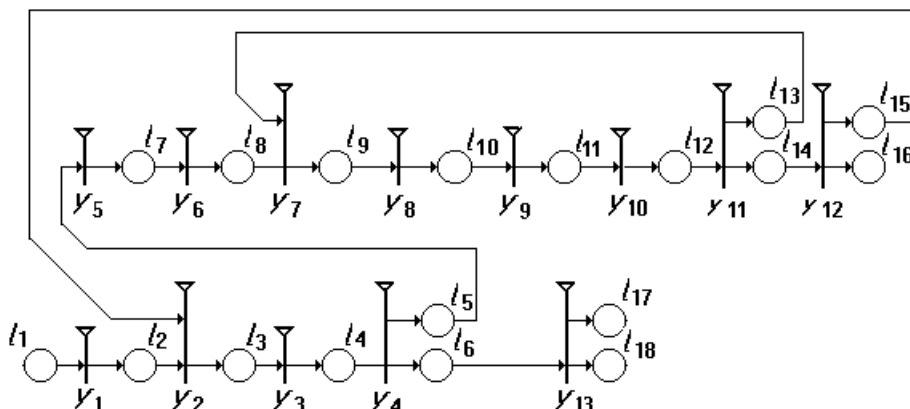 l13 l15
l7 l8 l9 l10 l11 l12 l14 l16
y5 y6 y7 y8 y9 y10 y11 y12
l5 l17
l1 l2 l3 l4 l6 l18
y1 y2 y3 y4 y13